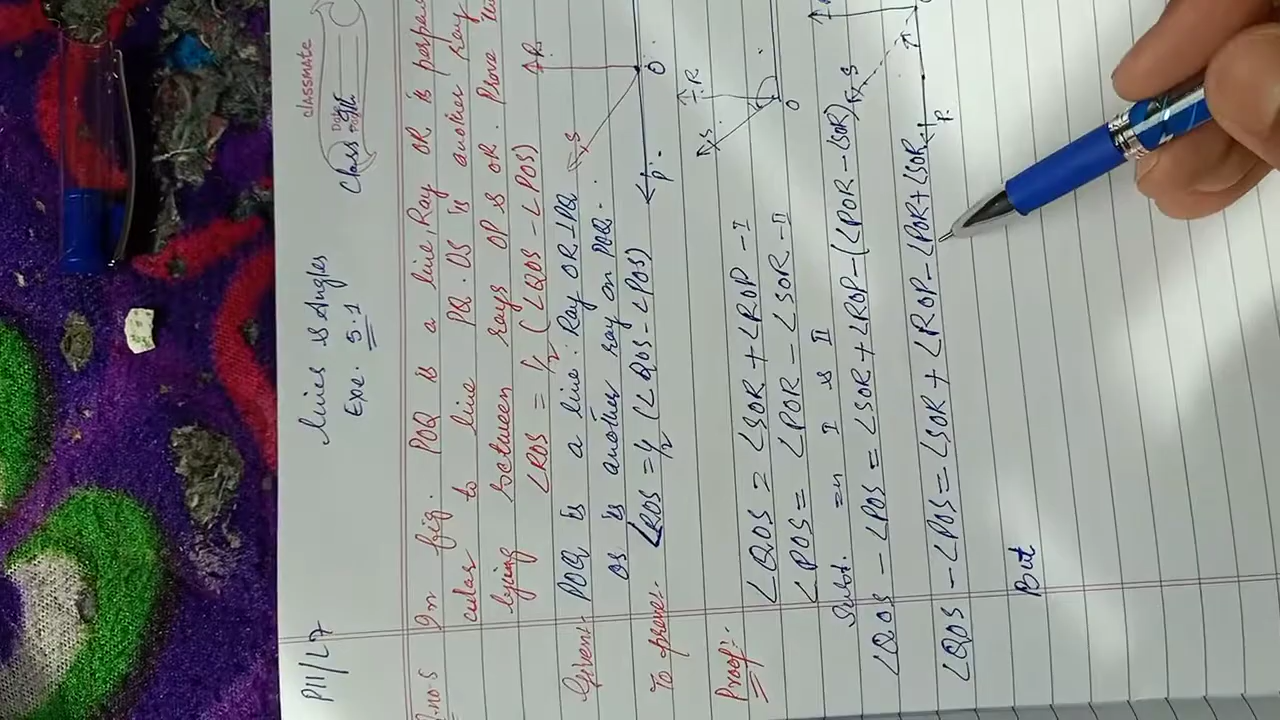 CLASSMATE
Date
Class - 9th
P11/L7
lines & Angles
Exe. 5.1
Q.no.5 In fig. POQ is a line, Ray OR is perpen
cular to line PQ. OS is another ray
lying between rays OP & OR. Prove
∠ROS = 1/2 (∠QOS - ∠POS)
Given:- POQ is a line. Ray OR ⊥ PQ
OS is another ray on POQ.
To prove:- ∠ROS = 1/2 (∠QOS - ∠POS)
R
S
P
O
Proof:-
∠QOS = ∠SOR + ∠ROP - I
∠POS = ∠POR - ∠SOR - II
R
S
O
Subt. =n I & II
∠QOS - ∠POS = ∠SOR + ∠ROP - (∠POR - ∠SOR)
∠QOS - ∠POS = ∠SOR + ∠ROP - ∠POR + ∠SOR
S
P
But